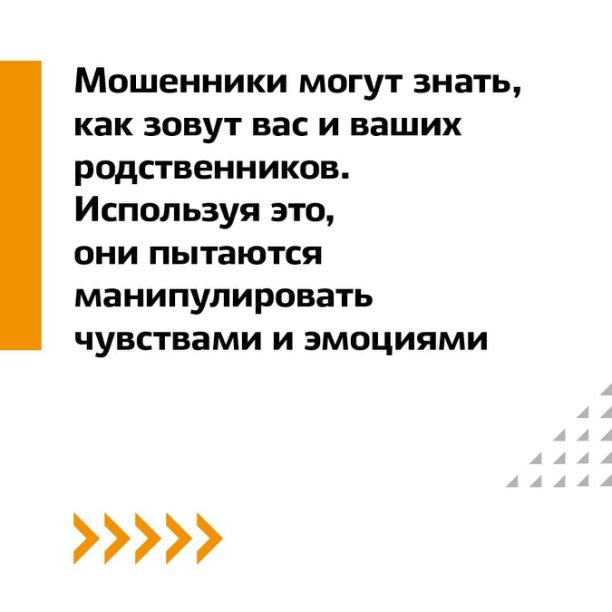 Мошенники могут знать,
как зовут вас и ваших
родственников.
Используя это,
они пытаются
манипулировать
чувствами и эмоциями